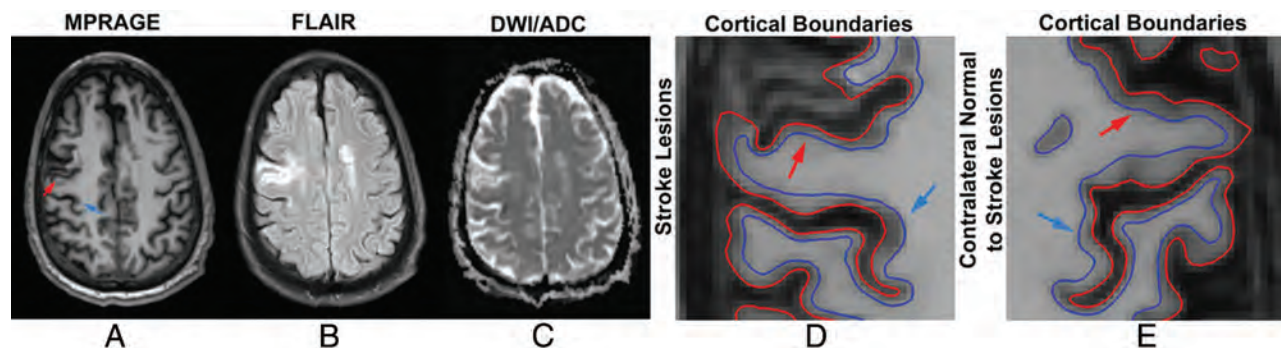 MPRAGE
FLAIR
DWI/ADC
Cortical Boundaries
Cortical Boundaries
Stroke Lesions
Contralateral Normal
to Stroke Lesions
A
B
C
D
E